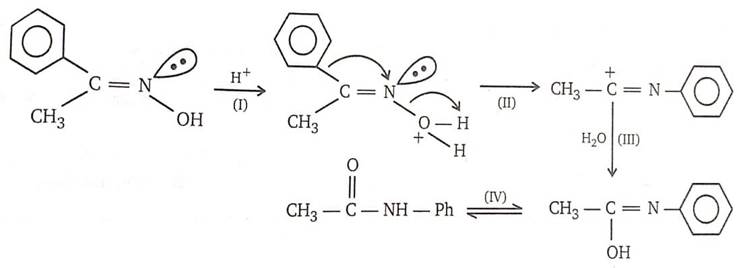 C = N
CH₃
OH
H⁺
(I)
C = N
CH₃
O – H
+
H
(II)
+
CH₃ – C = N
H₂O (III)
O
CH₃ – C – NH – Ph
(IV)
CH₃ – C = N
OH